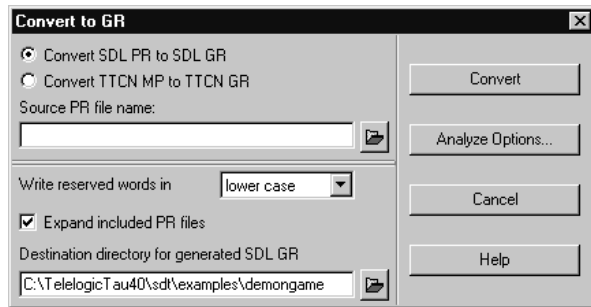 Convert to GR
Convert SDL PR to SDL GR
Convert TTCN MP to TTCN GR
Source PR file name:
Write reserved words in lower case
Expand included PR files
Destination directory for generated SDL GR
C:\TelelogicTau40\sdt\examples\demongame
Convert
Analyze Options...
Cancel
Help